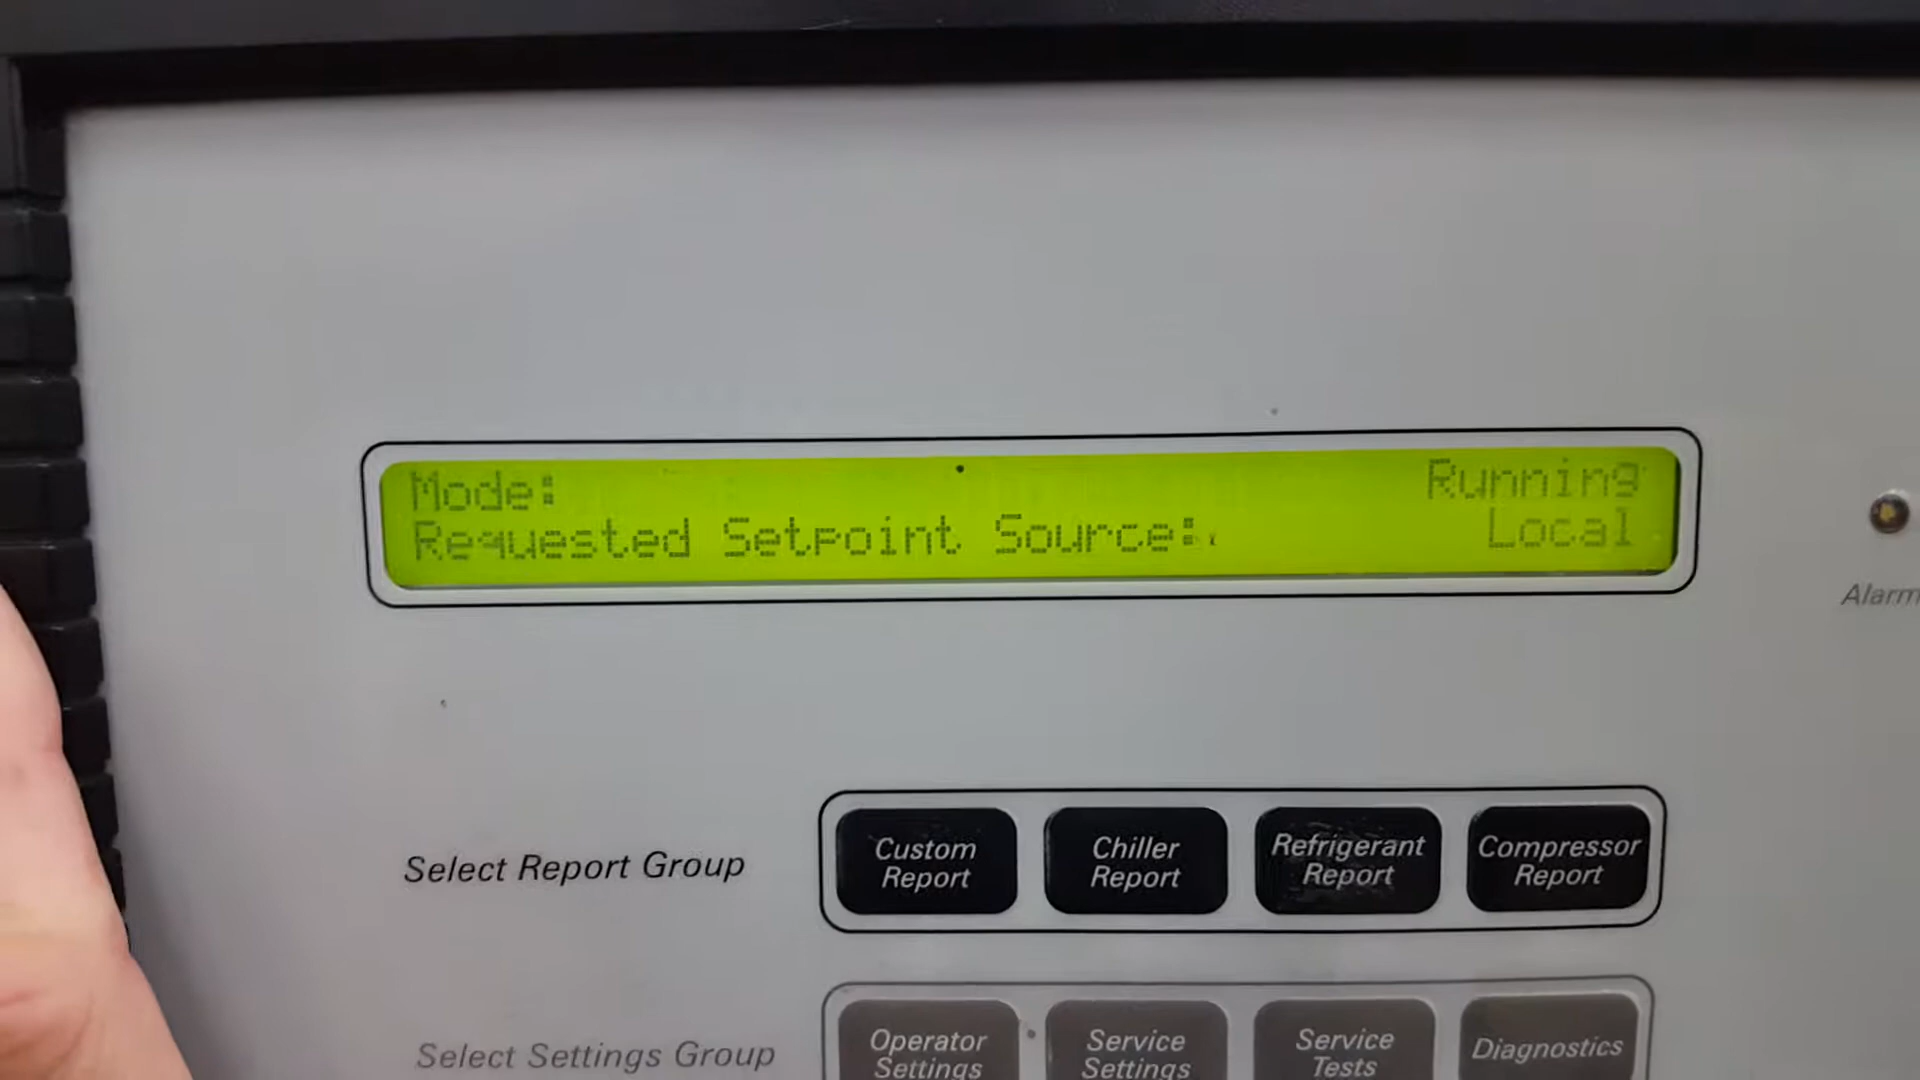 Mode: Running
Requested Setpoint Source: Local
Alarm
Select Report Group
Custom Report
Chiller Report
Refrigerant Report
Compressor Report
Select Settings Group
Operator Settings
Service Settings
Service Tests
Diagnostics